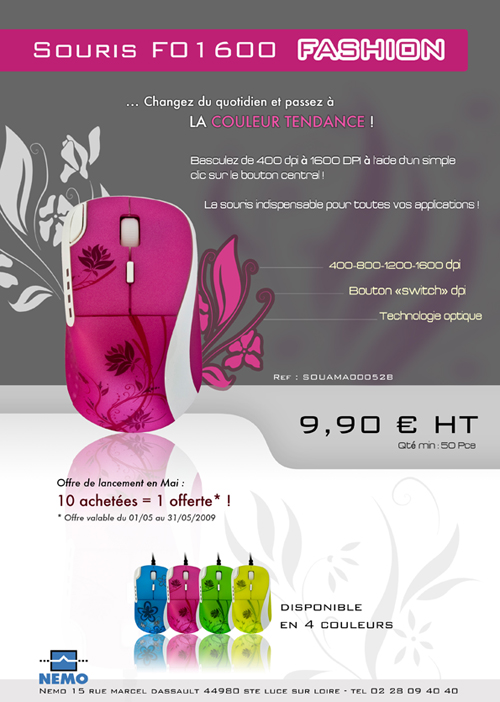 Souris FO1600 FASHION
... Changez du quotidien et passez à
LA COULEUR TENDANCE !
Basculez de 400 dpi à 1600 DPI à l'aide d'un simple
clic sur le bouton central !
La souris indispensable pour toutes vos applications !
400-800-1200-1600 dpi
Bouton «switch» dpi
Technologie optique
Ref : SOUAMA000528
9,90 € HT
Qté min : 50 Pcs
Offre de lancement en Mai :
10 achetées = 1 offerte* !
* Offre valable du 01/05 au 31/05/2009
DISPONIBLE
EN 4 COULEURS
NEMO
Nemo 15 rue marcel dassault 44980 ste luce sur loire - tel 02 28 09 40 40